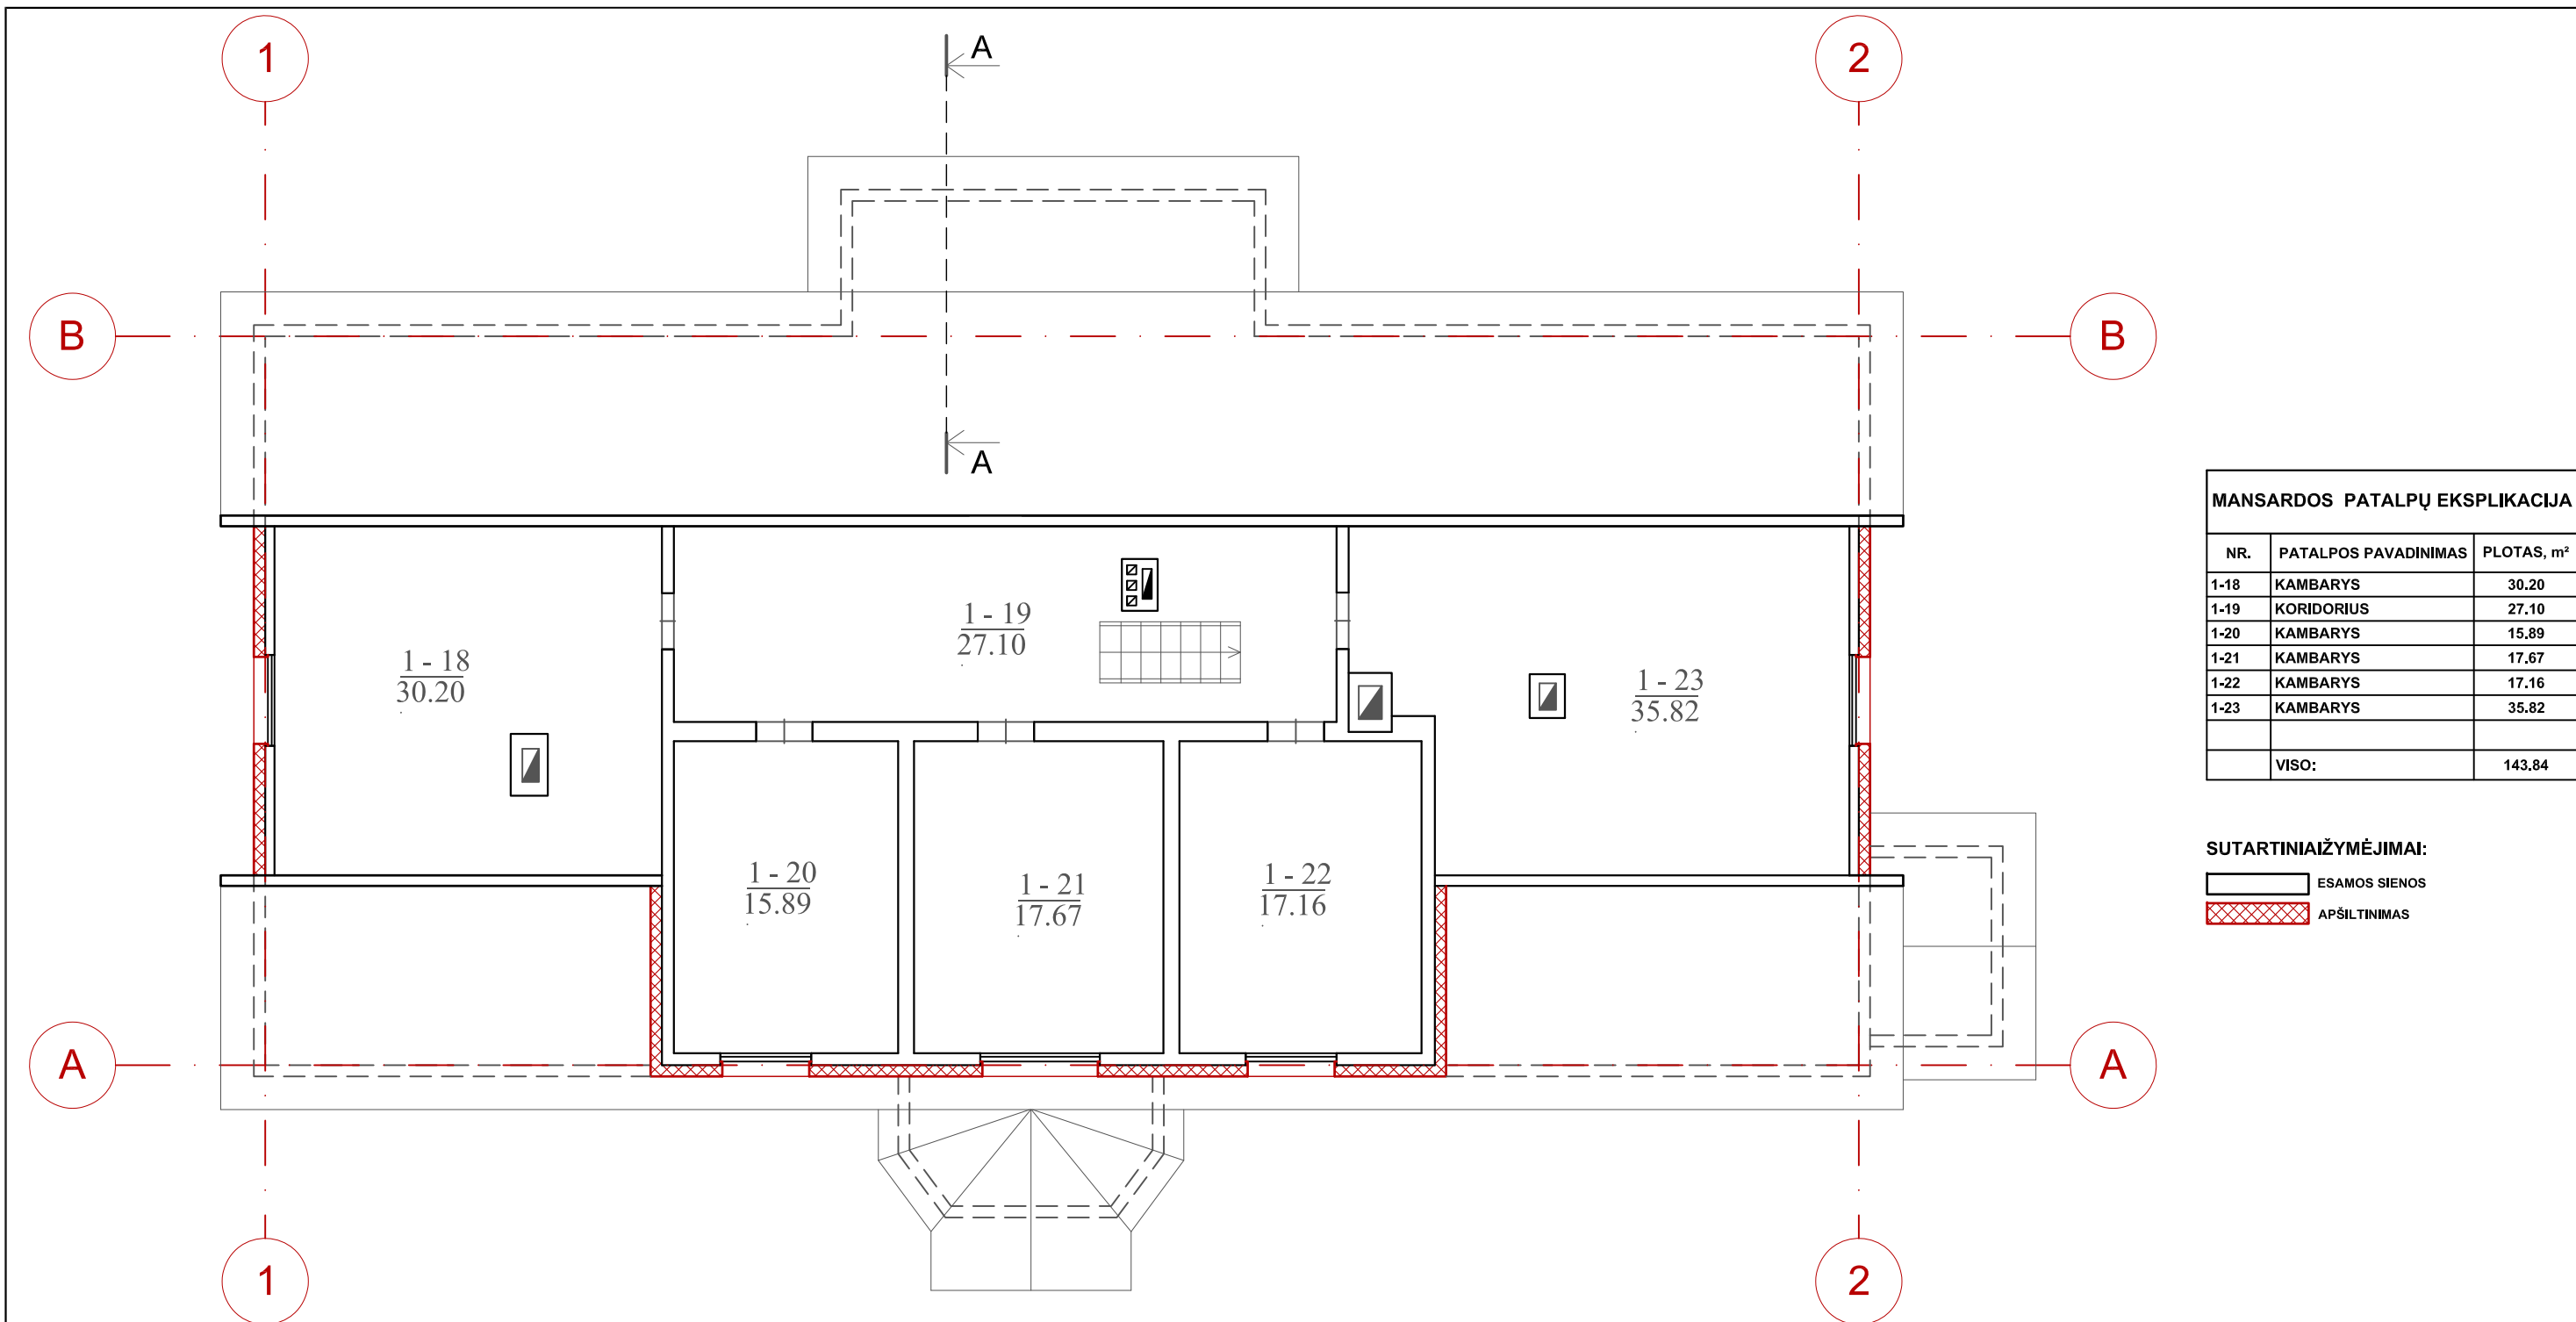 1
2
A
B
B
A
1 - 18
30.20
1 - 19
27.10
1 - 23
35.82
1 - 20
15.89
1 - 21
17.67
1 - 22
17.16
A
A
1
2
MANSARDOS PATALPŲ EKSPLIKACIJA
NR. PATALPOS PAVADINIMAS PLOTAS, m²
1-18 KAMBARYS 30.20
1-19 KORIDORIUS 27.10
1-20 KAMBARYS 15.89
1-21 KAMBARYS 17.67
1-22 KAMBARYS 17.16
1-23 KAMBARYS 35.82
VISO: 143.84
SUTARTINIAIŽYMĖJIMAI:
ESAMOS SIENOS
APŠILTINIMAS